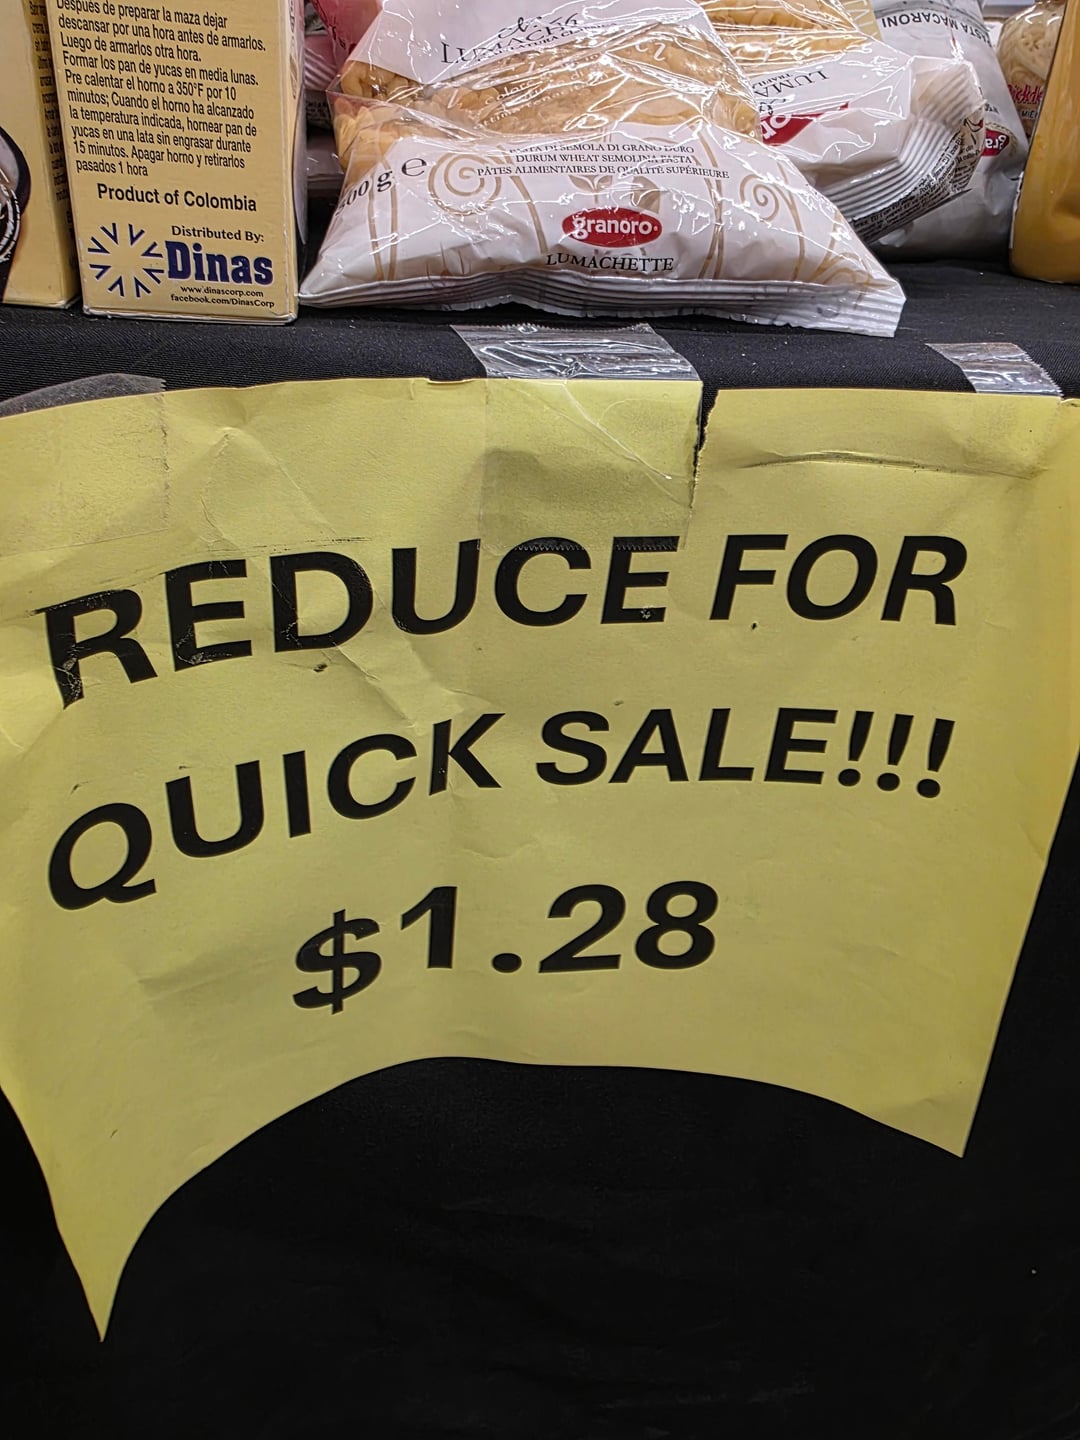 Después de preparar la maza dejar
descansar por una hora antes de armarlos.
Luego de armarlos otra hora.
Formar los pan de yucas en media lunas.
Pre calentar el horno a 350°F por 10
minutos; Cuando el horno ha alcanzado
la temperatura indicada, hornear pan de
yucas en una lata sin engrasar durante
15 minutos. Apagar horno y retirlos
pasados 1 hora
Product of Colombia
Distributed By:
Dinas
www.dinascorp.com
facebook.com/DinasCorp
PASTA DI SEMOLA DI GRANO DURO
DURUM WHEAT SEMOLINA PASTA
PÂTES ALIMENTAIRES DE QUALITÉ SUPÉRIEURE
00 g e
granoro
LUMACHETTE
MACARONI
REDUCE FOR
QUICK SALE!!!
$1.28